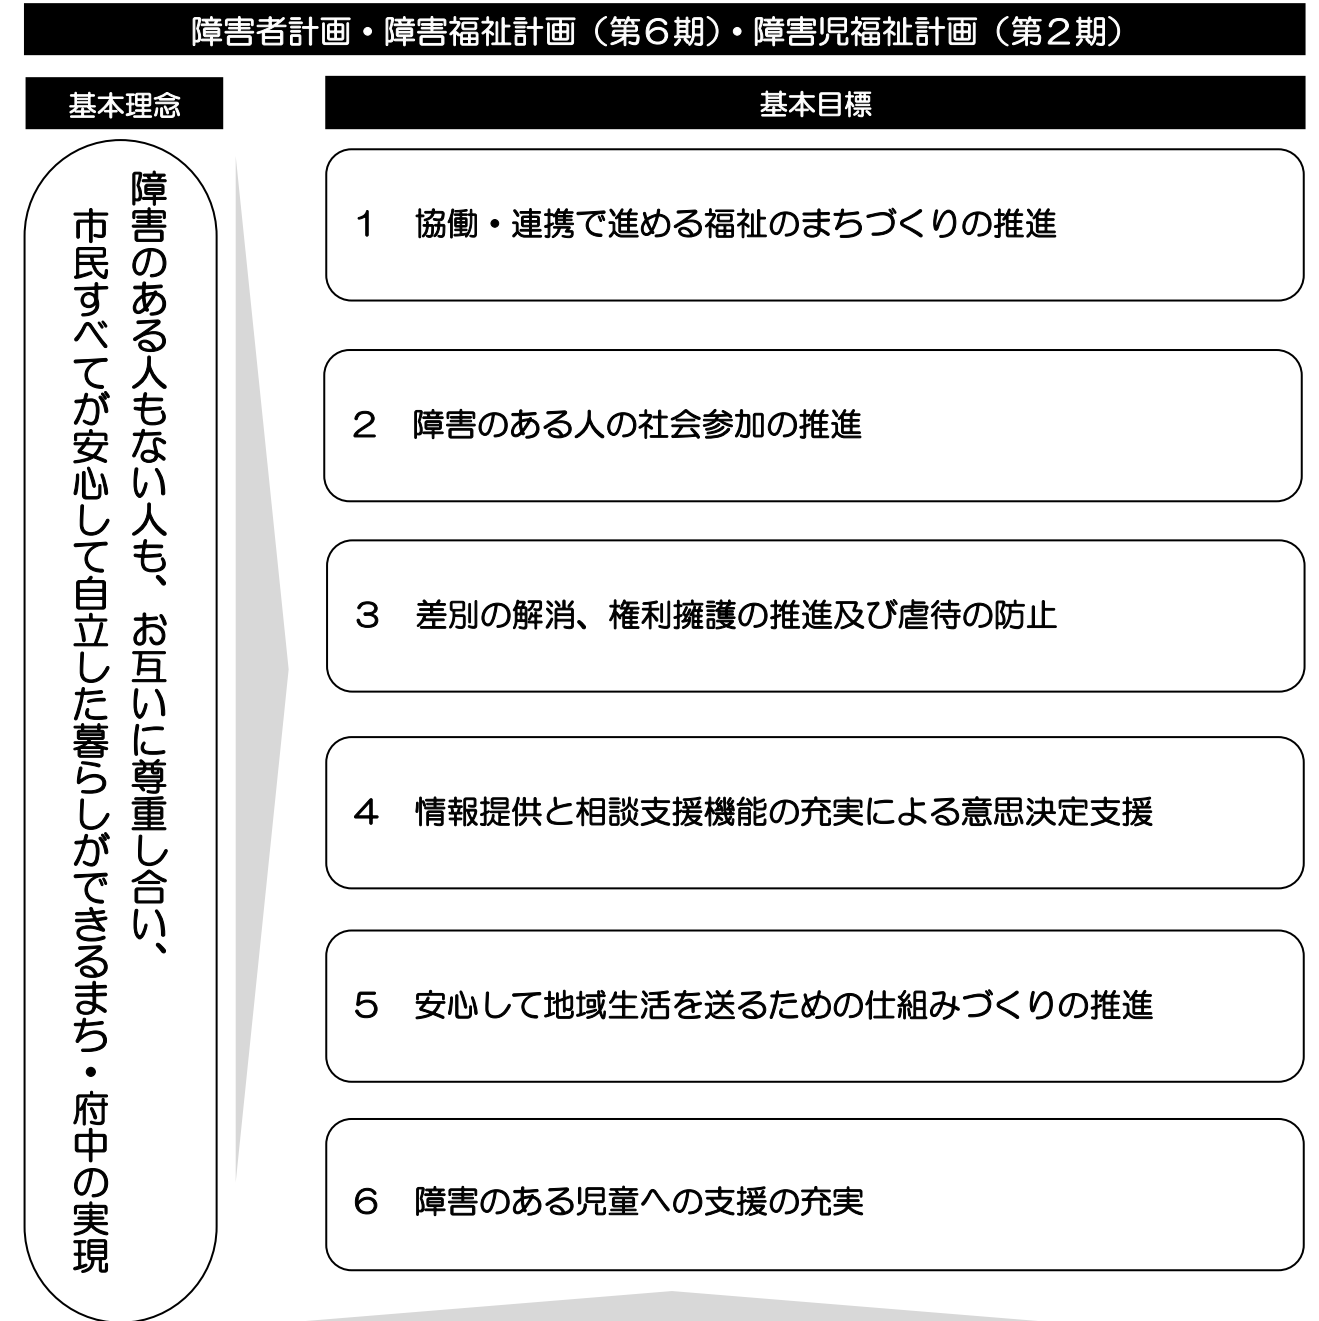 障害者計画・障害福祉計画（第６期）・障害児福祉計画（第２期）
基本理念
基本目標
障害のある人もない人も、お互いに尊重し合い、
市民すべてが安心して自立した暮らしができるまち・府中の実現
１　協働・連携で進める福祉のまちづくりの推進
２　障害のある人の社会参加の推進
３　差別の解消、権利擁護の推進及び虐待の防止
４　情報提供と相談支援機能の充実による意思決定支援
５　安心して地域生活を送るための仕組みづくりの推進
６　障害のある児童への支援の充実